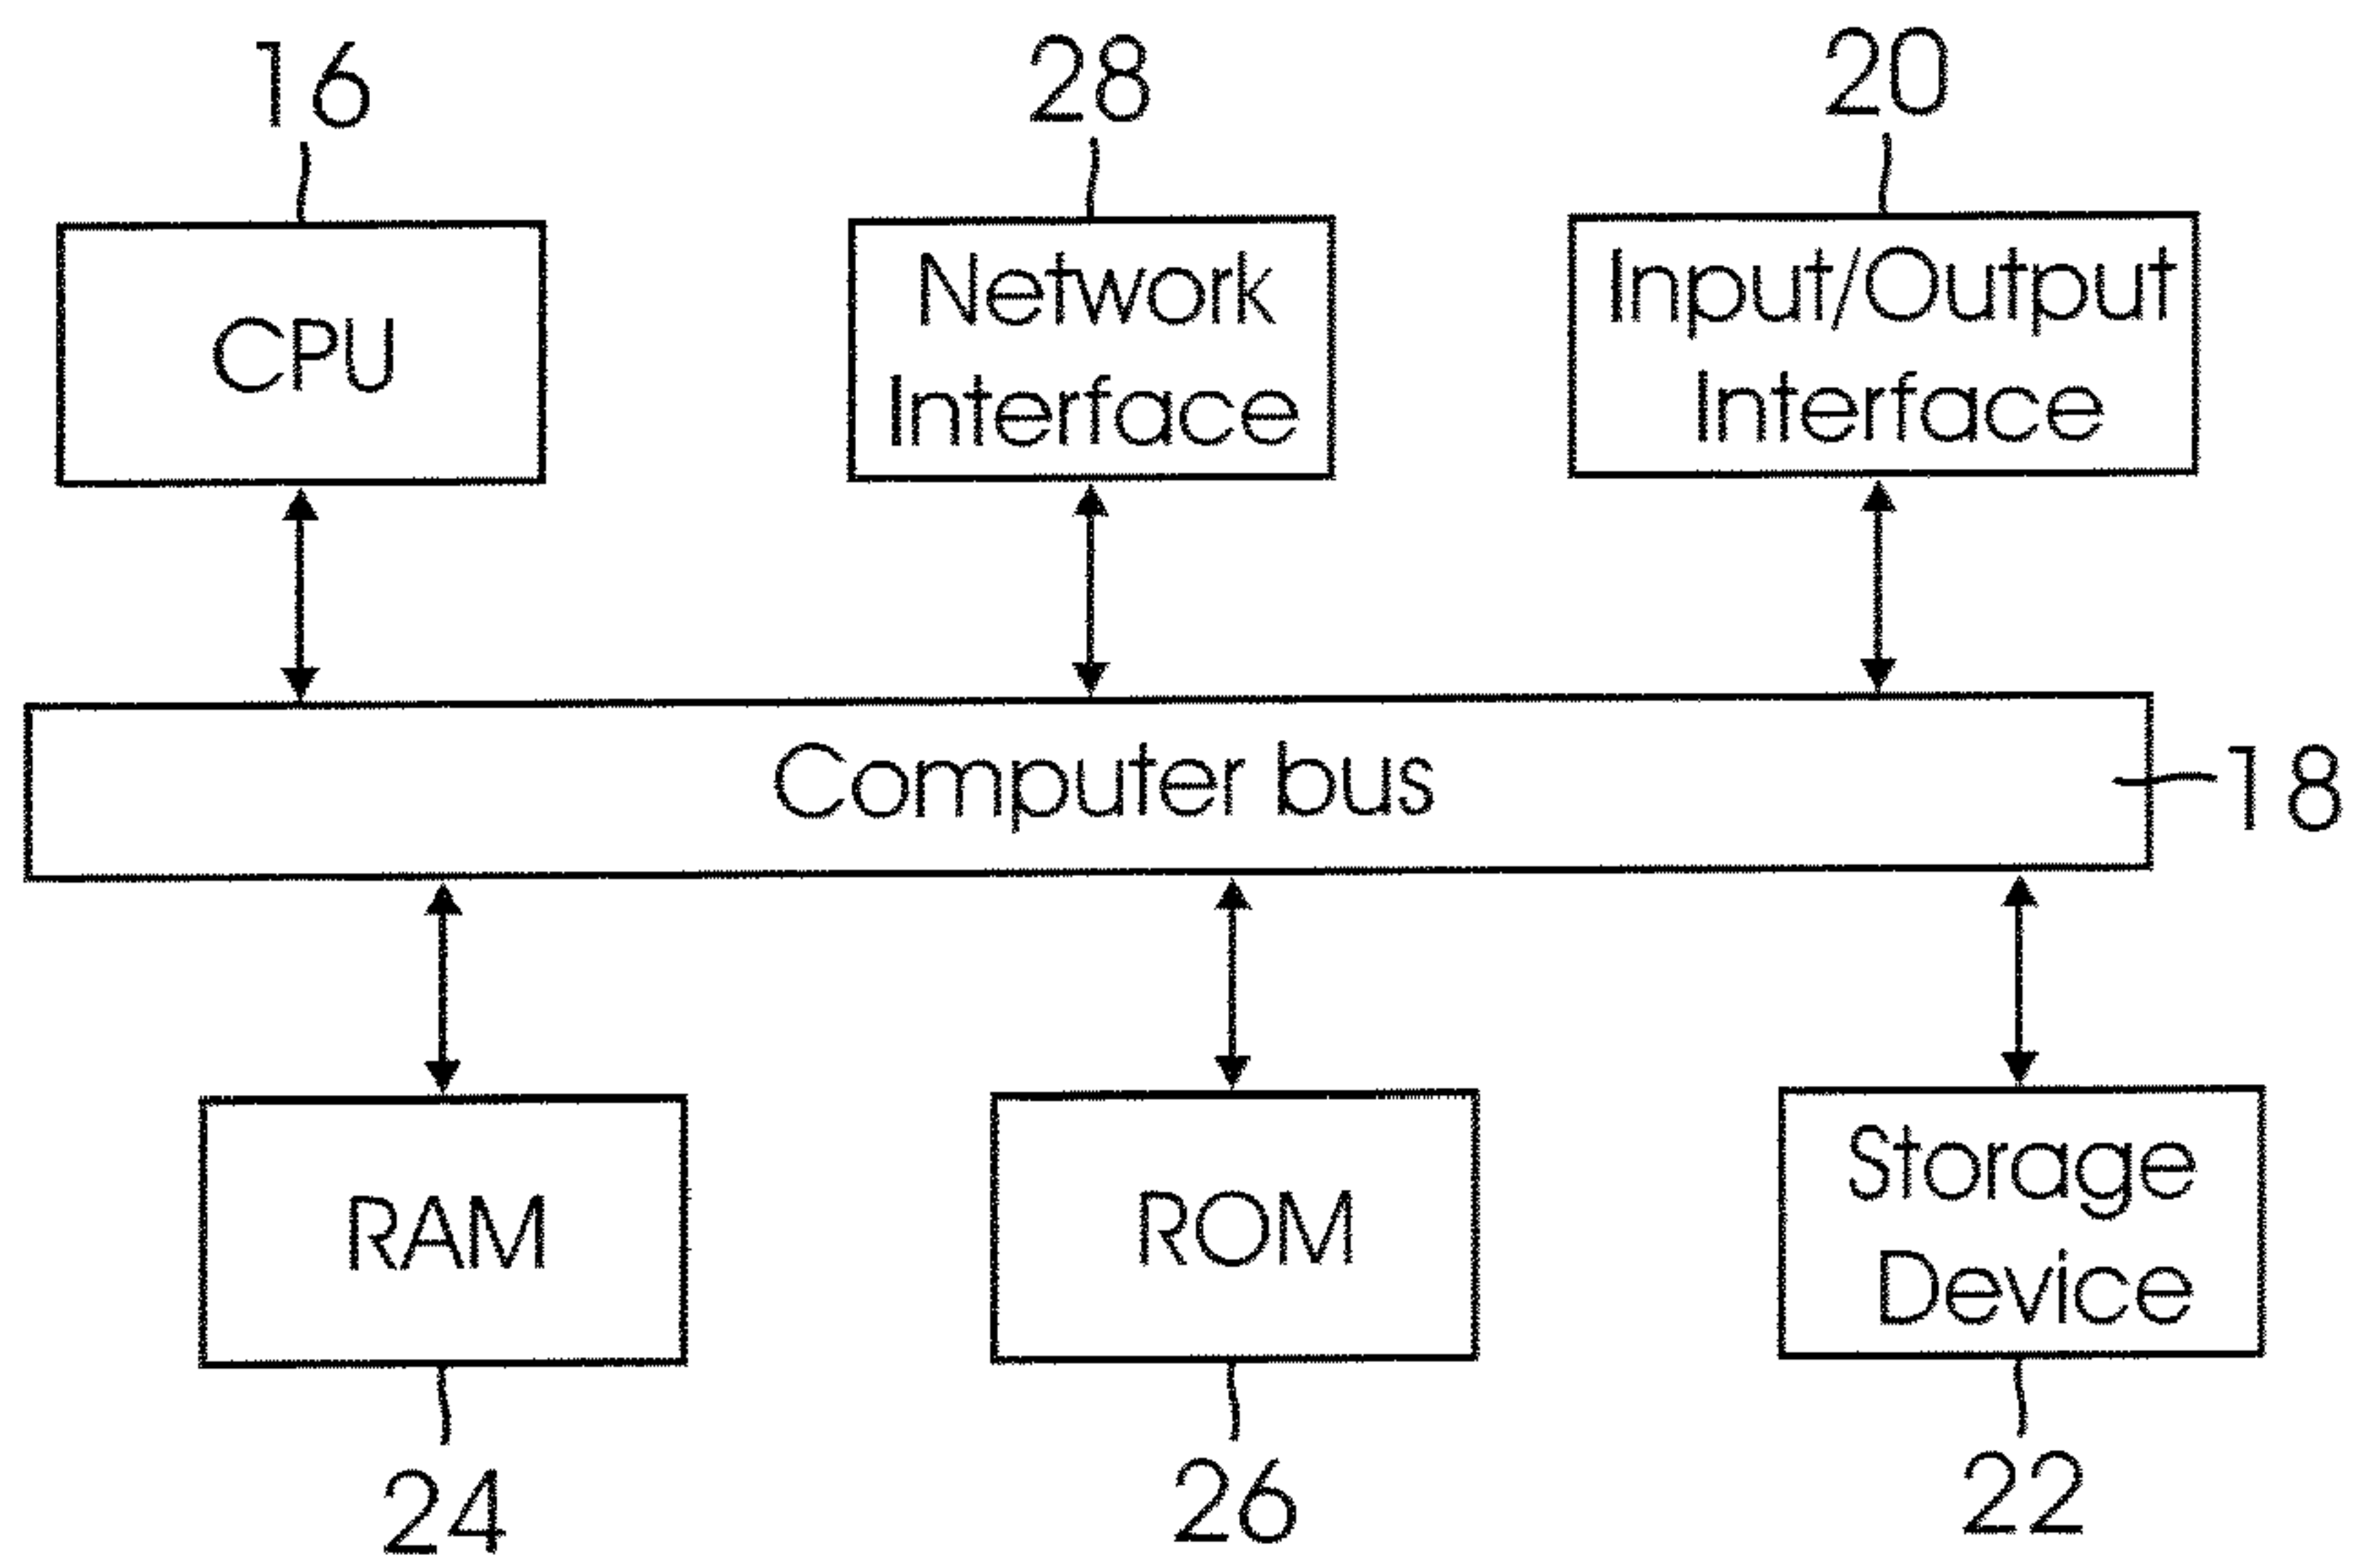 16
28
20
CPU
Network
Interface
Input/Output
Interface
Computer bus
18
RAM
ROM
Storage
Device
24
26
22